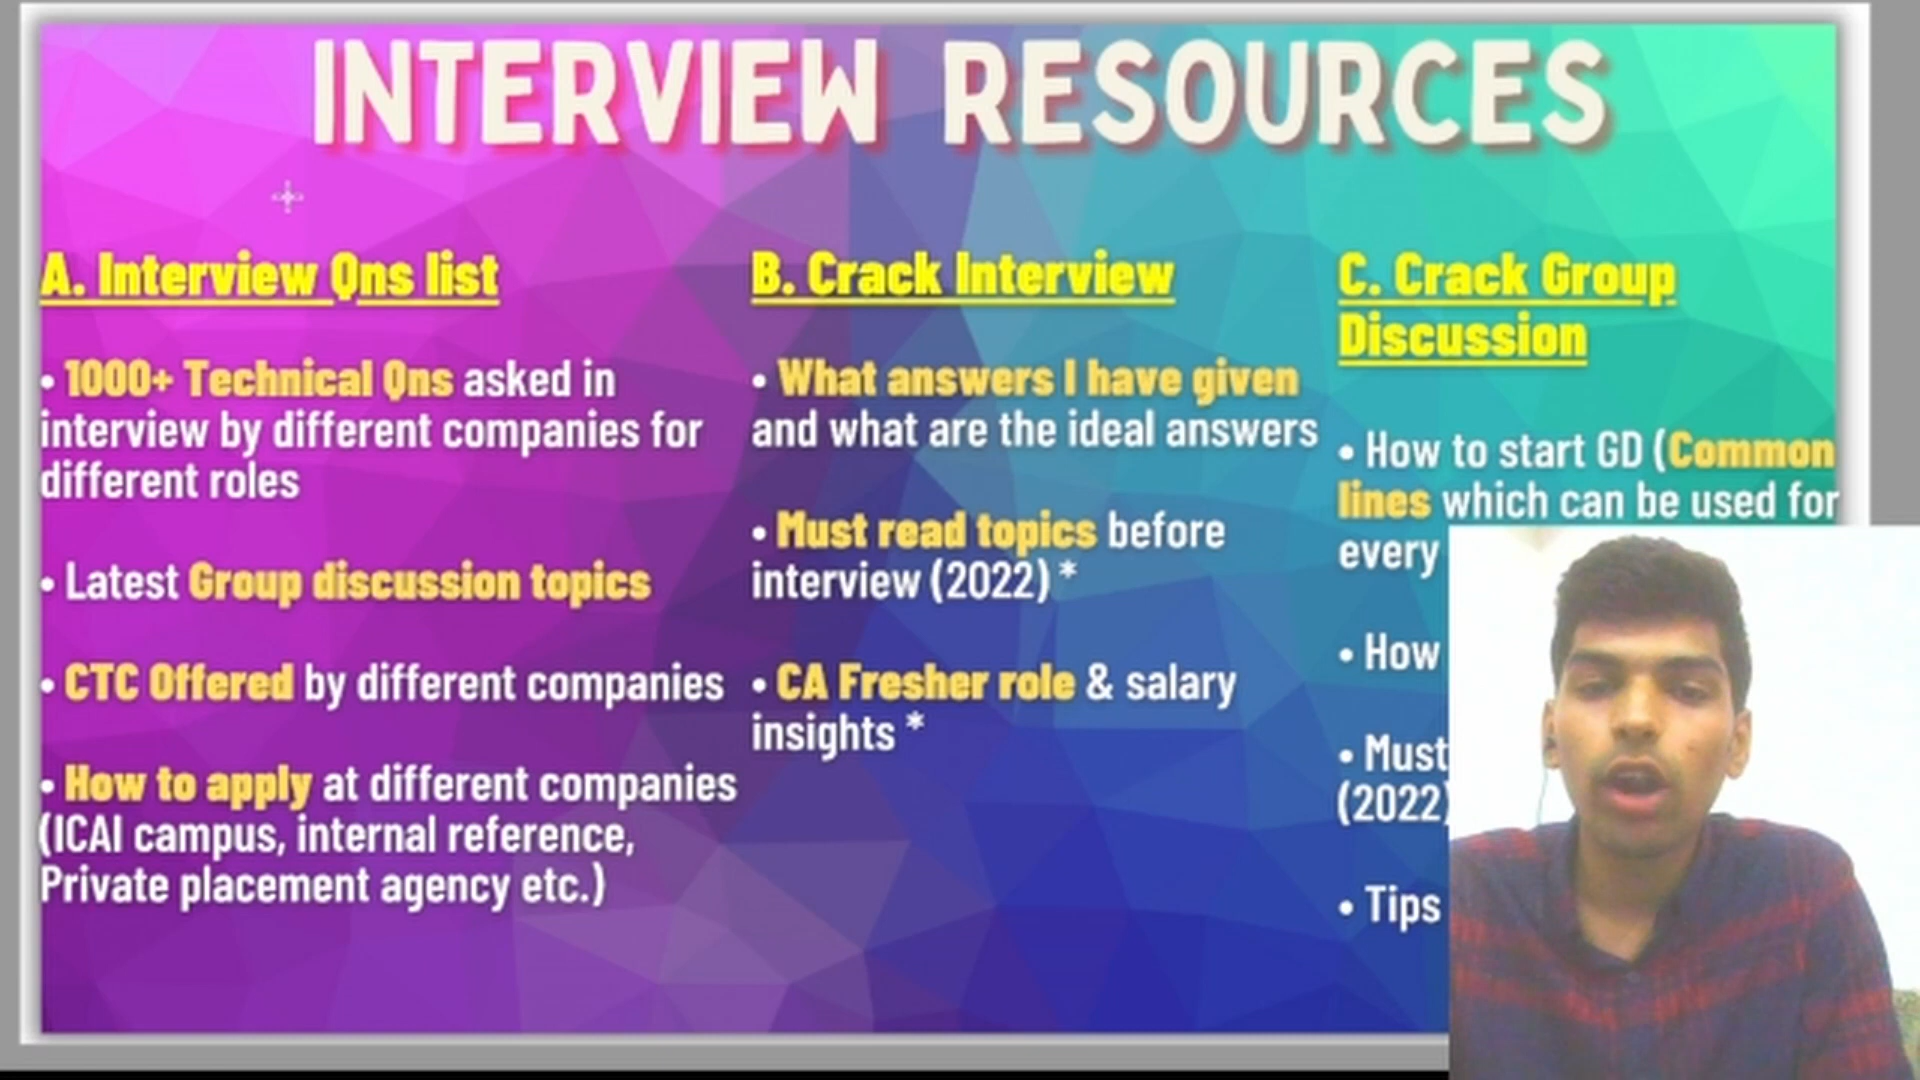 INTERVIEW RESOURCES
A. Interview Qns list
• 1000+ Technical Qns asked in
interview by different companies for
different roles
• Latest Group discussion topics
• CTC Offered by different companies
• How to apply at different companies
(ICAI campus, internal reference,
Private placement agency etc.)
B. Crack Interview
• What answers I have given
and what are the ideal answers
• Must read topics before
interview (2022) *
• CA Fresher role & salary
insights *
C. Crack Group
Discussion
• How to start GD (Common
lines which can be used for
every
• How
• Must
(2022)
• Tips